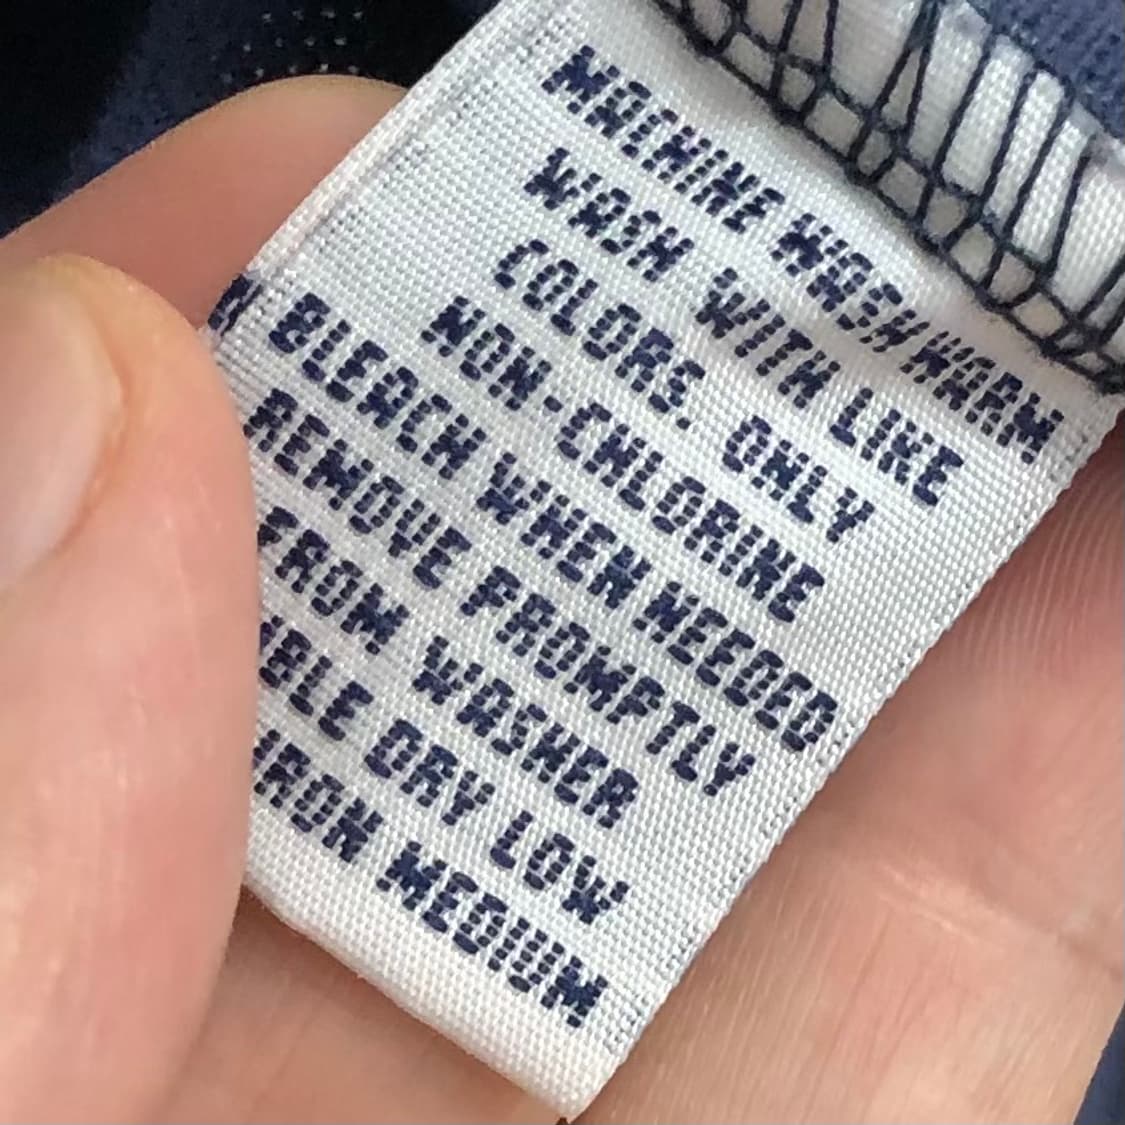 MACHINE WASH WARM
WASH WITH LIKE
COLORS. ONLY
NON-CHLORINE
BLEACH WHEN NEEDED
REMOVE PROMPTLY
FROM WASHER
BLE DRY LOW
IRON MEDIUM